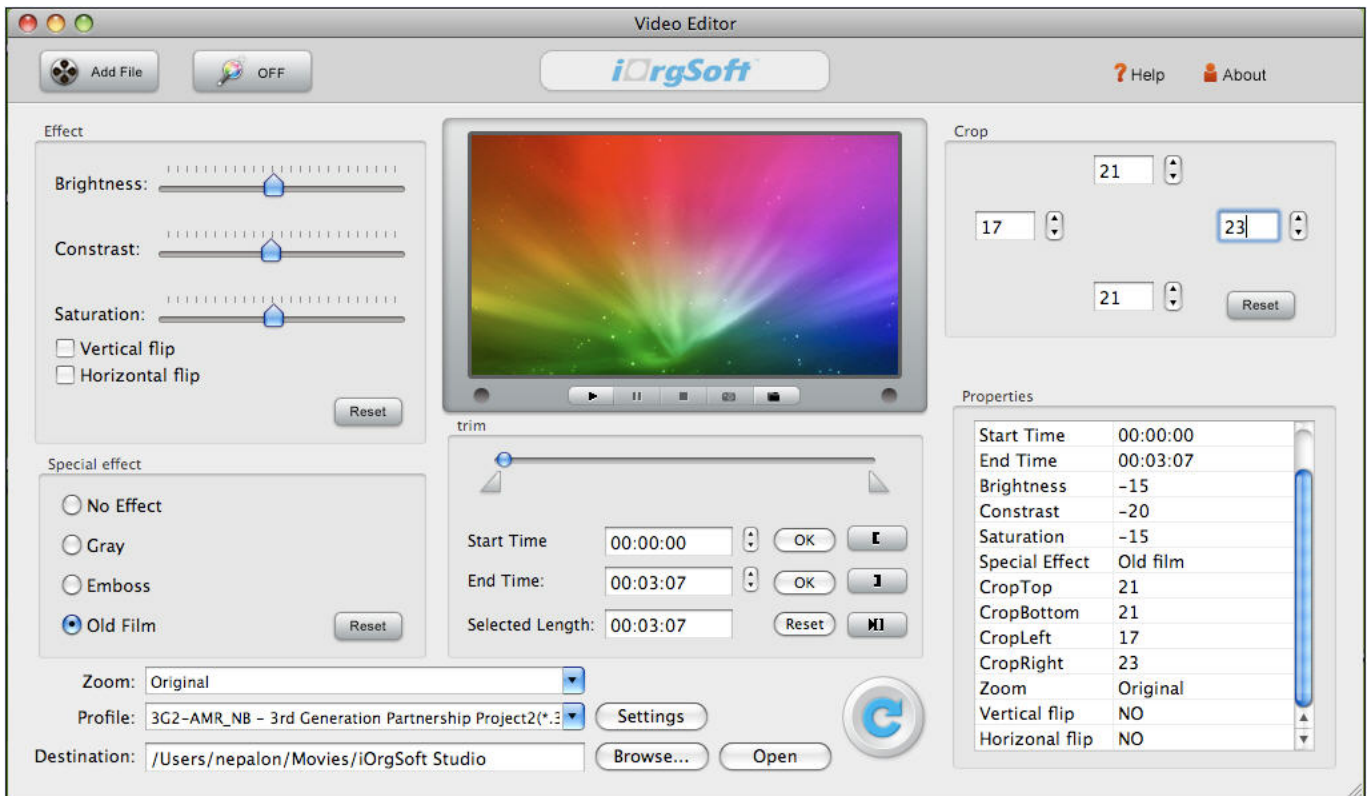 Video Editor
Add File
OFF
iOrgSoft
Help
About
Effect
Brightness:
Constrast:
Saturation:
Vertical flip
Horizontal flip
Reset
Special effect
No Effect
Gray
Emboss
Old Film
Reset
trim
Start Time 00:00:00 OK [
End Time: 00:03:07 OK ]
Selected Length: 00:03:07 Reset
Crop
21
17
23
21
Reset
Properties
Start Time 00:00:00
End Time 00:03:07
Brightness -15
Constrast -20
Saturation -15
Special Effect Old film
CropTop 21
CropBottom 21
CropLeft 17
CropRight 23
Zoom Original
Vertical flip NO
Horizonal flip NO
Zoom: Original
Profile: 3G2-AMR_NB - 3rd Generation Partnership Project2(*.3 Settings
Destination: /Users/nepalon/Movies/iOrgSoft Studio Browse... Open